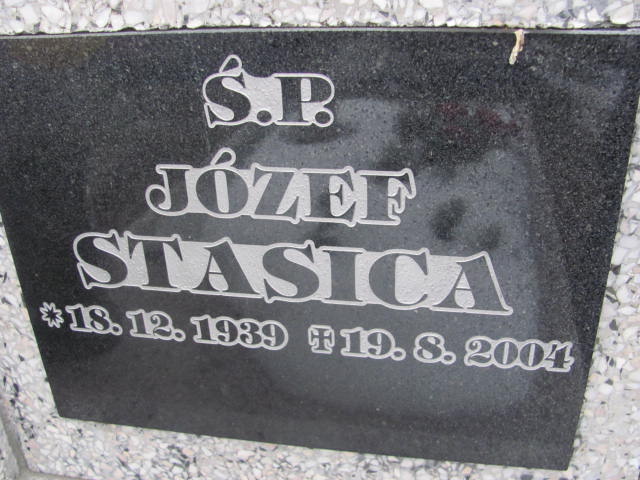 Ś.P.
JÓZEF
STASICA
* 18. 12. 1939 ✝ 19. 8. 2004